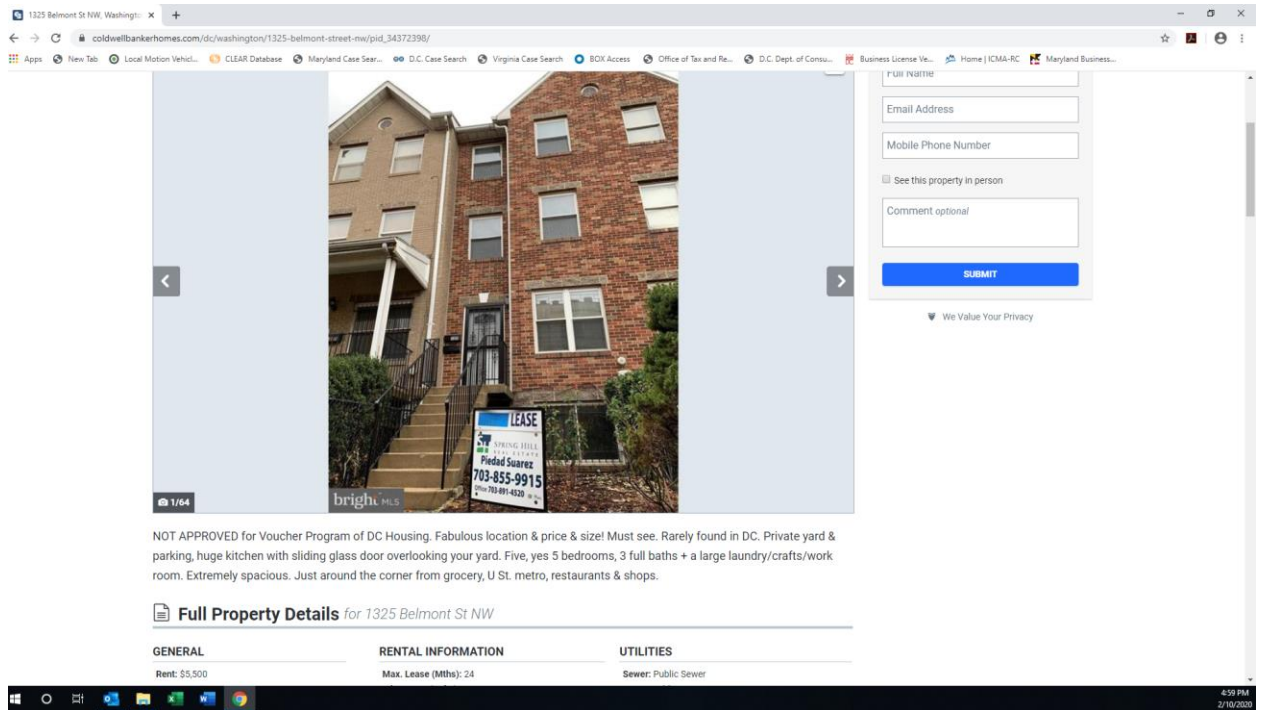 1325 Belmont St NW, Washingto
coldwellbankerhomes.com/dc/washington/1325-belmont-street-nw/pid_34372398/
Apps New Tab Local Motion Vehicl... CLEAR Database Maryland Case Sear... D.C. Case Search Virginia Case Search BOX Access Office of Tax and Re... D.C. Dept. of Consu... Business License Ve... Home | ICMA-RC Maryland Business...
Full Name
Email Address
Mobile Phone Number
See this property in person
Comment optional
SUBMIT
We Value Your Privacy
LEASE
SPRING HILL
REAL ESTATE
Piedad Suarez
703-855-9915
Office 703-891-4520
1/64
bright MLS
NOT APPROVED for Voucher Program of DC Housing. Fabulous location & price & size! Must see. Rarely found in DC. Private yard &
parking, huge kitchen with sliding glass door overlooking your yard. Five, yes 5 bedrooms, 3 full baths + a large laundry/crafts/work
room. Extremely spacious. Just around the corner from grocery, U St. metro, restaurants & shops.
Full Property Details for 1325 Belmont St NW
GENERAL RENTAL INFORMATION UTILITIES
Rent: $5,500 Max. Lease (Mths): 24 Sewer: Public Sewer
4:59 PM
2/10/2020